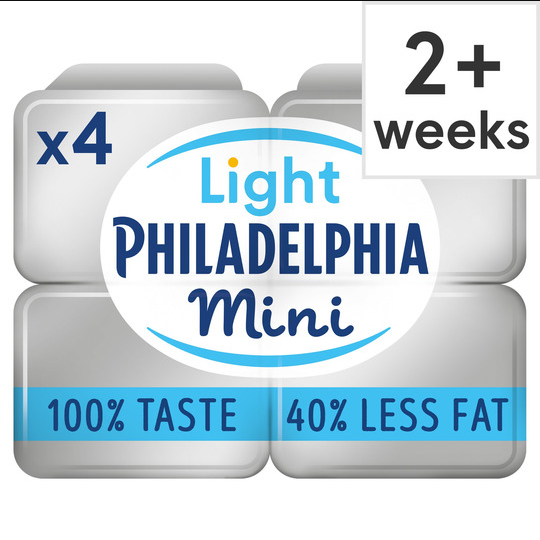 2+
weeks
x4
Light
PHILADELPHIA
Mini
100% TASTE
40% LESS FAT